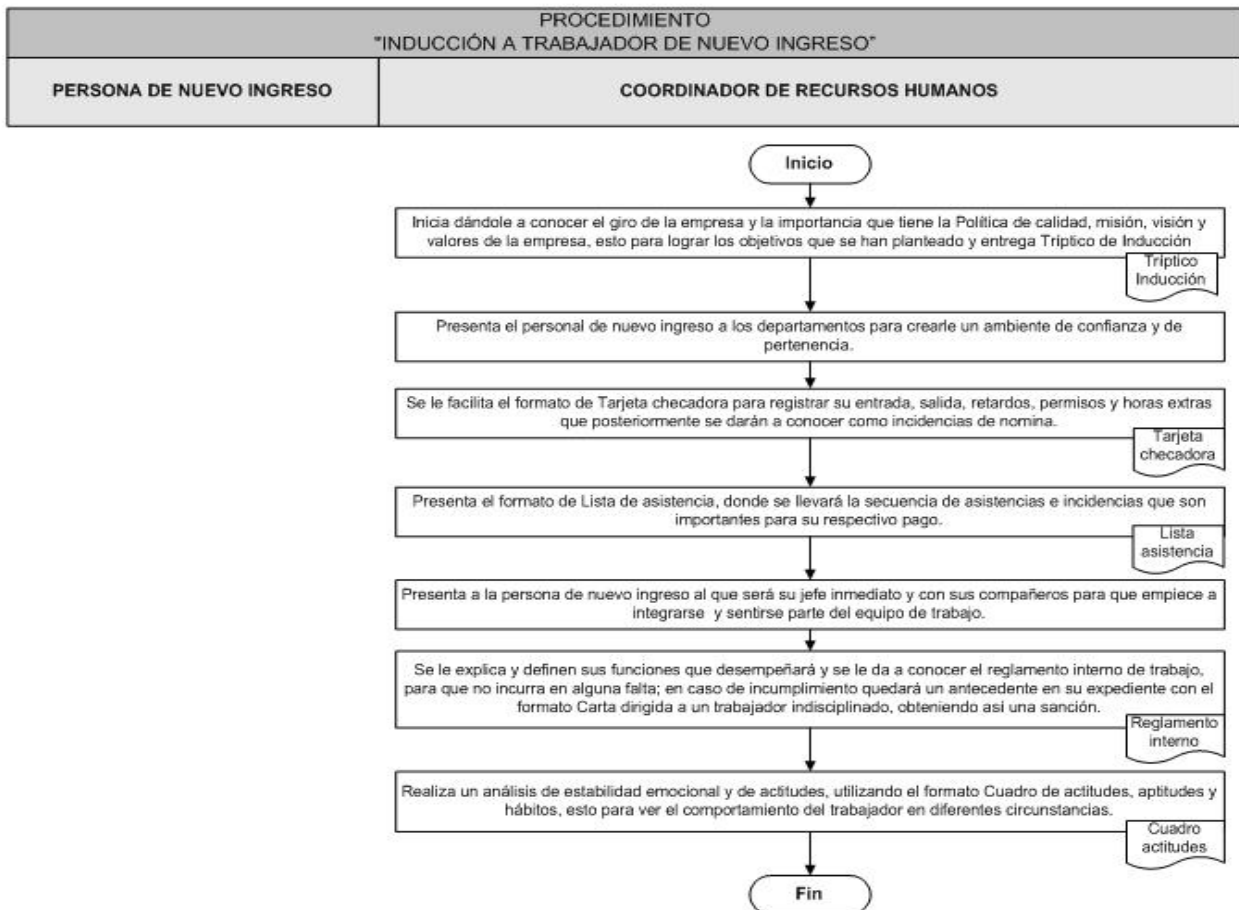 PROCEDIMIENTO
"INDUCCIÓN A TRABAJADOR DE NUEVO INGRESO"
PERSONA DE NUEVO INGRESO
COORDINADOR DE RECURSOS HUMANOS
Inicio
Inicia dándole a conocer el giro de la empresa y la importancia que tiene la Política de calidad, misión, visión y
valores de la empresa, esto para lograr los objetivos que se han planteado y entrega Tríptico de Inducción
Tríptico
Inducción
Presenta el personal de nuevo ingreso a los departamentos para crearle un ambiente de confianza y de
pertenencia.
Se le facilita el formato de Tarjeta checadora para registrar su entrada, salida, retardos, permisos y horas extras
que posteriormente se darán a conocer como incidencias de nomina.
Tarjeta
checadora
Presenta el formato de Lista de asistencia, donde se llevará la secuencia de asistencias e incidencias que son
importantes para su respectivo pago.
Lista
asistencia
Presenta a la persona de nuevo ingreso al que será su jefe inmediato y con sus compañeros para que empiece a
integrarse y sentirse parte del equipo de trabajo.
Se le explica y definen sus funciones que desempeñará y se le da a conocer el reglamento interno de trabajo,
para que no incurra en alguna falta; en caso de incumplimiento quedará un antecedente en su expediente con el
formato Carta dirigida a un trabajador indisciplinado, obteniendo así una sanción.
Reglamento
interno
Realiza un análisis de estabilidad emocional y de actitudes, utilizando el formato Cuadro de actitudes, aptitudes y
hábitos, esto para ver el comportamiento del trabajador en diferentes circunstancias.
Cuadro
actitudes
Fin